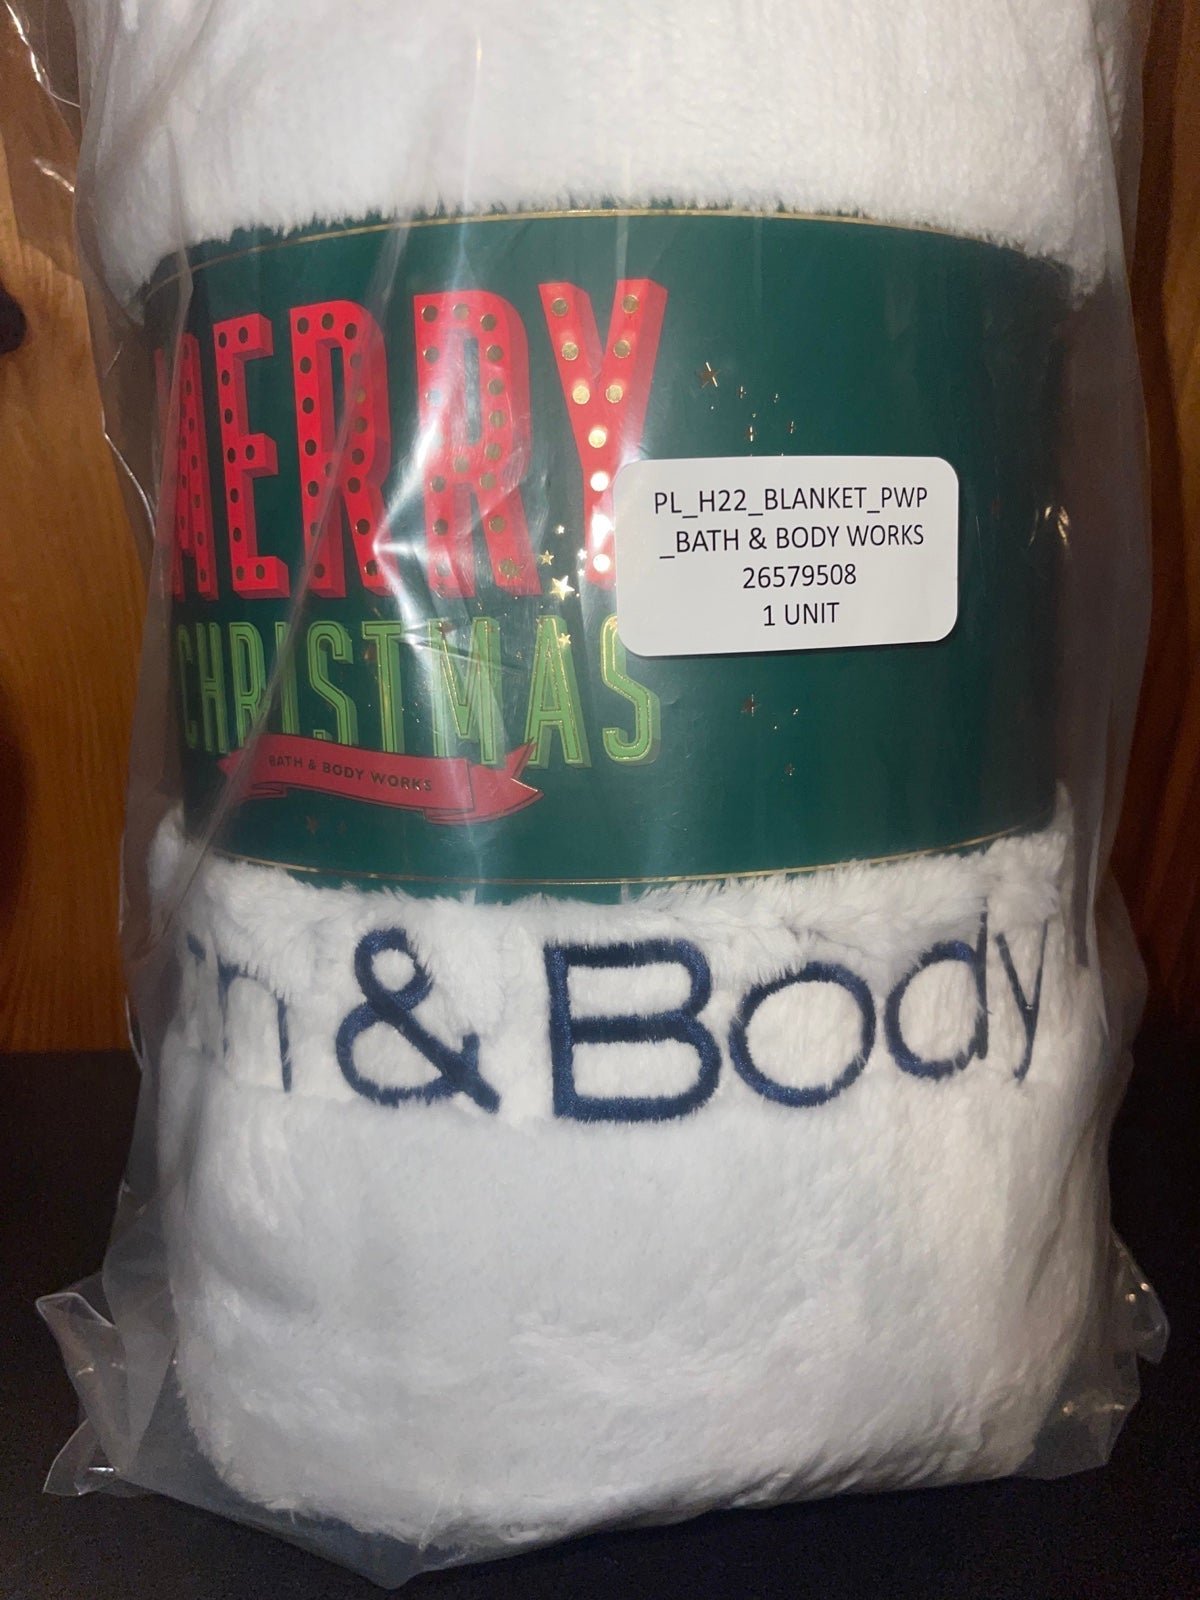 MERRY
CHRISTMAS
BATH & BODY WORKS
PL_H22_BLANKET_PWP
_BATH & BODY WORKS
26579508
1 UNIT
& Body